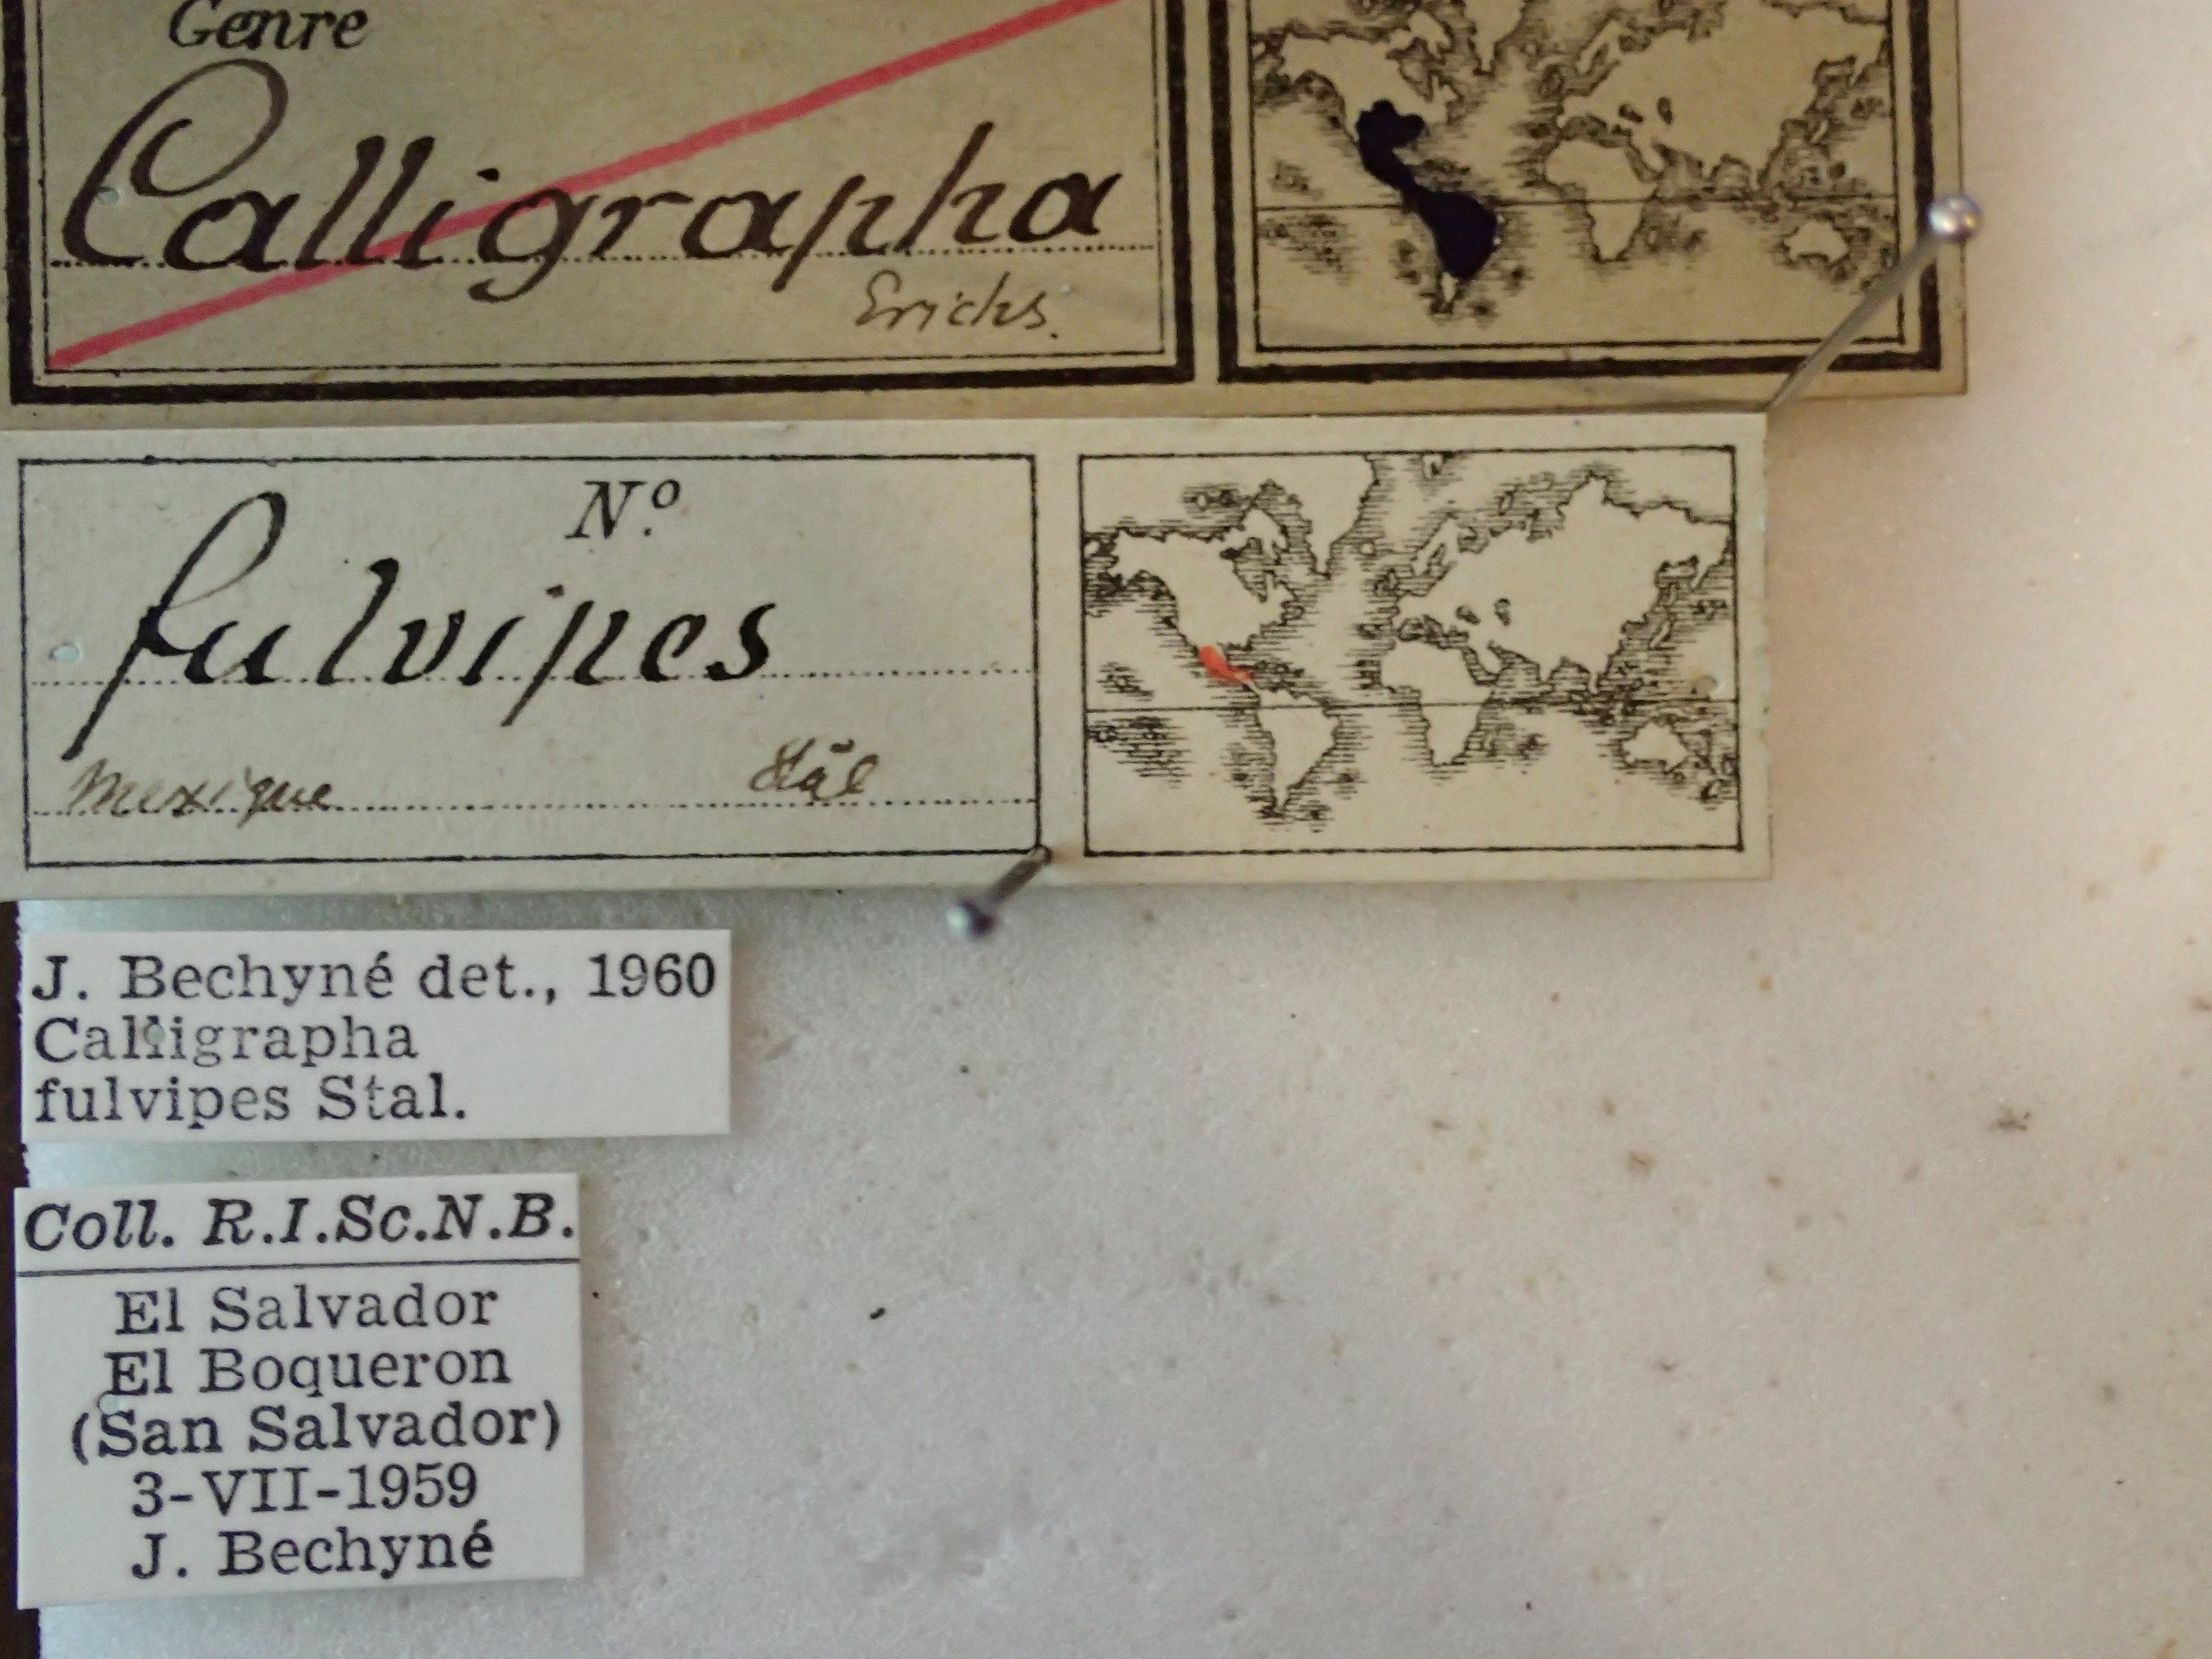 Genre
Calligrapha
Erichs.
N.º
fulvipes
Mexique Stål
J. Bechyné det., 1960
Calligrapha
fulvipes Stal.
Coll. R.I.Sc.N.B.
El Salvador
El Boqueron
(San Salvador)
3-VII-1959
J. Bechyné